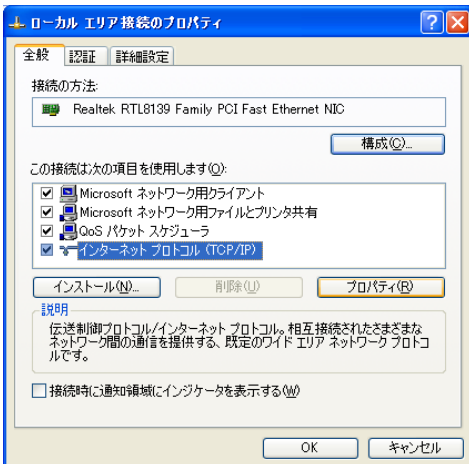 ローカル エリア接続のプロパティ
全般 認証 詳細設定
接続の方法:
Realtek RTL8139 Family PCI Fast Ethernet NIC
構成(C)...
この接続は次の項目を使用します(O):
Microsoft ネットワーク用クライアント
Microsoft ネットワーク用ファイルとプリンタ共有
QoS パケット スケジューラ
インターネット プロトコル (TCP/IP)
インストール(N)... 削除(U) プロパティ(R)
説明
伝送制御プロトコル/インターネット プロトコル。相互接続されたさまざまな
ネットワーク間の通信を提供する、既定のワイド エリア ネットワーク プロトコ
ルです。
接続時に通知領域にインジケータを表示する(W)
OK キャンセル